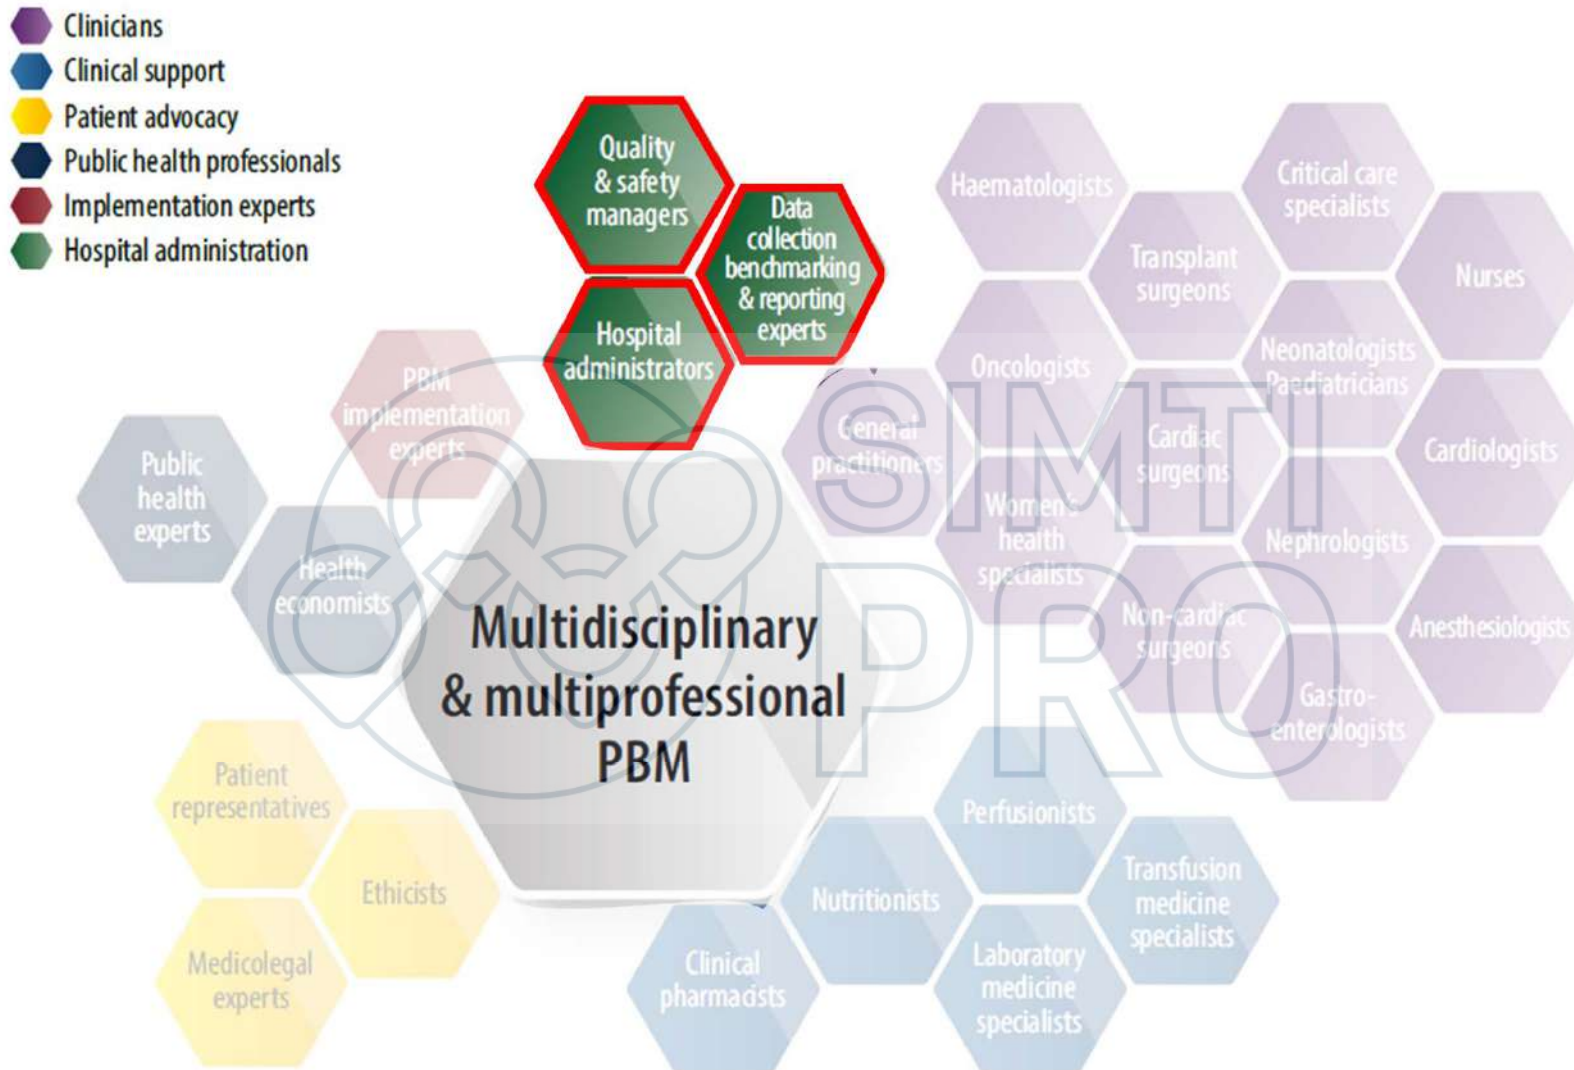 Clinicians
Clinical support
Patient advocacy
Public health professionals
Implementation experts
Hospital administration
Quality
& safety
managers
Data
collection
benchmarking
& reporting
experts
Hospital
administrators
PBM
implementation
experts
Public
health
experts
Health
economists
Multidisciplinary
& multiprofessional
PBM
Haematologists
Critical care
specialists
Transplant
surgeons
Nurses
Oncologists
Neonatologists
Paediatricians
General
practitioners
Cardiac
surgeons
Cardiologists
Women's
health
specialists
Nephrologists
Non-cardiac
surgeons
Anesthesiologists
Gastro-
enterologists
Patient
representatives
Ethicists
Medicolegal
experts
Perfusionists
Nutritionists
Transfusion
medicine
specialists
Clinical
pharmacists
Laboratory
medicine
specialists
SIMTI
PRO